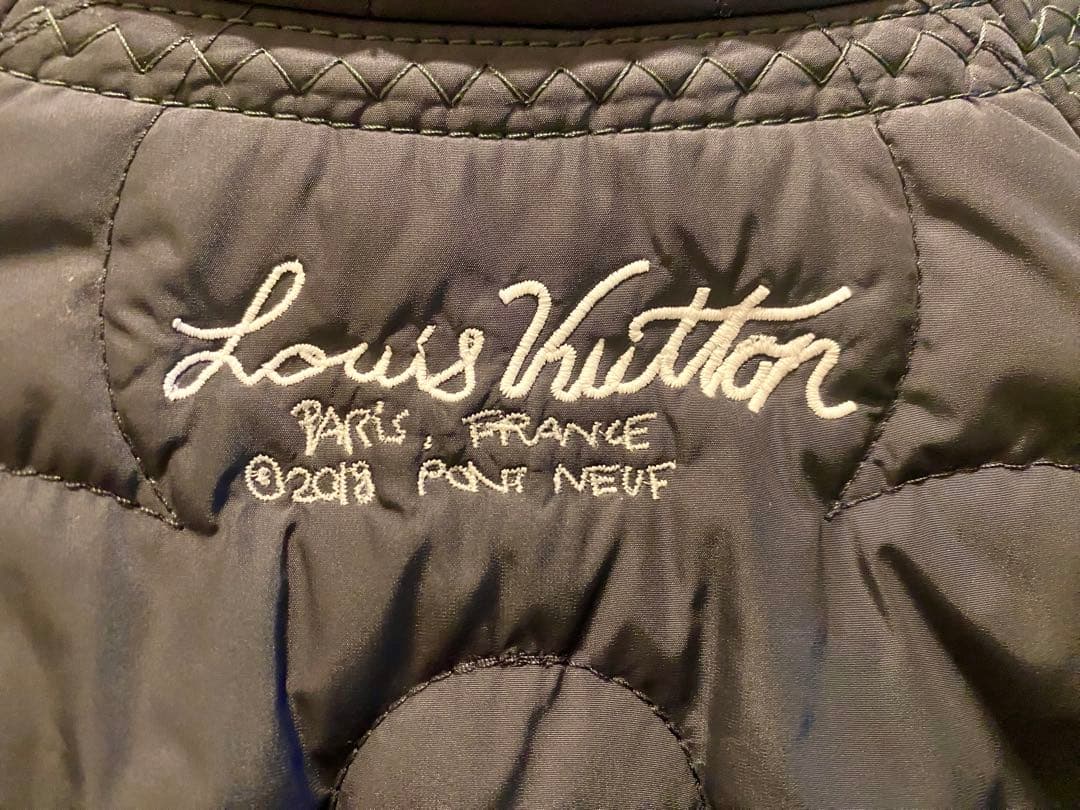 Louis Vuitton
PARIS, FRANCE
©2018 PONT NEUF